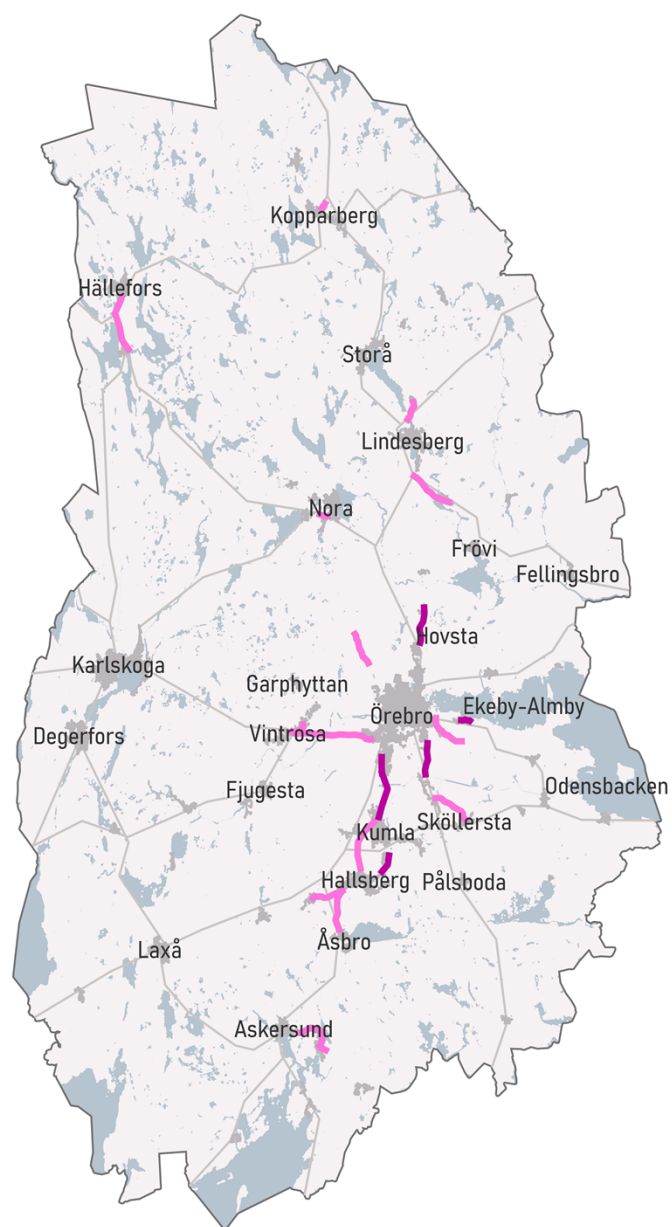 Kopparberg
Hällefors
Storå
Lindesberg
Nora
Frövi
Fellingsbro
Hovsta
Karlskoga
Garphyttan
Ekeby-Almby
Örebro
Degerfors
Vintrosa
Odensbacken
Fjugesta
Sköllersta
Kumla
Hallsberg
Pålsboda
Åsbro
Laxå
Askersund